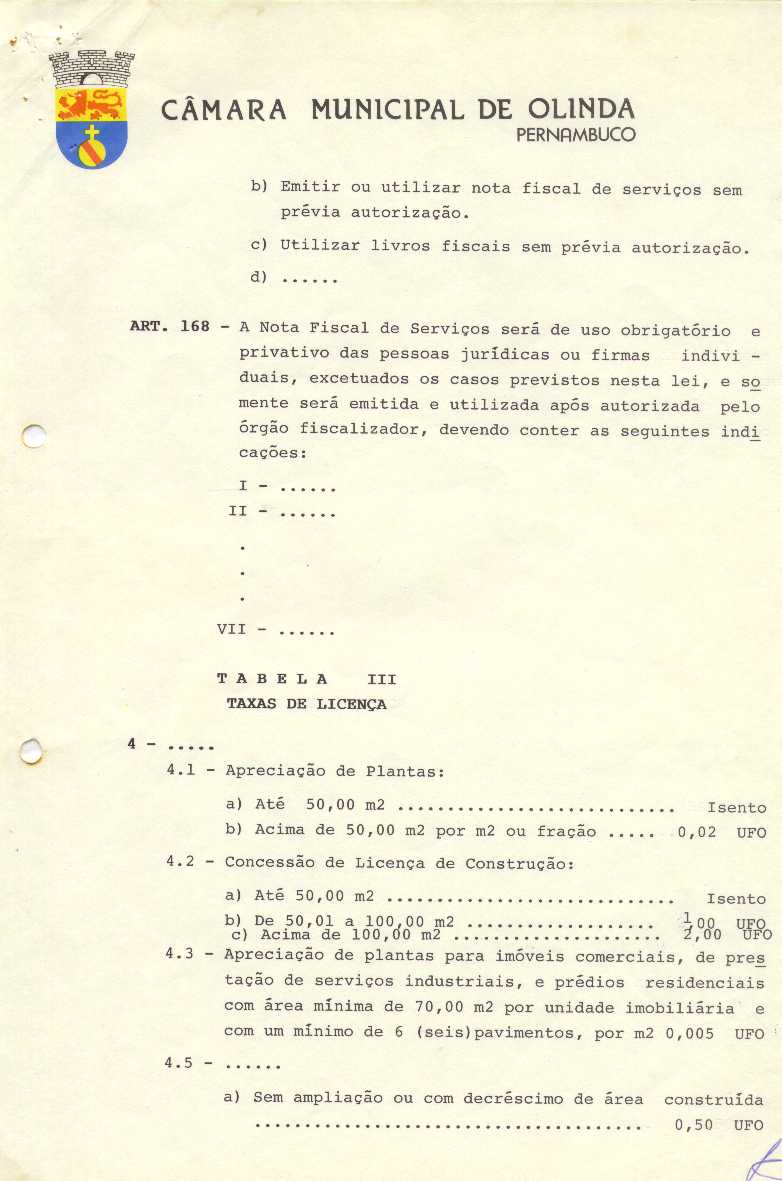 CÂMARA MUNICIPAL DE OLINDA
PERNAMBUCO
b) Emitir ou utilizar nota fiscal de serviços sem
prévia autorização.
c) Utilizar livros fiscais sem prévia autorização.
d) ......
ART. 168 - A Nota Fiscal de Serviços será de uso obrigatório e
privativo das pessoas jurídicas ou firmas indivi -
duais, excetuados os casos previstos nesta lei, e so
mente será emitida e utilizada após autorizada pelo
órgão fiscalizador, devendo conter as seguintes indi
cações:
I - ......
II - ......
.
.
.
VII - ......
T A B E L A III
TAXAS DE LICENÇA
4 - .....
4.1 - Apreciação de Plantas:
a) Até 50,00 m2 ............................ Isento
b) Acima de 50,00 m2 por m2 ou fração ..... 0,02 UFO
4.2 - Concessão de Licença de Construção:
a) Até 50,00 m2 ............................. Isento
b) De 50,01 a 100,00 m2 ................... 1,00 UFO
c) Acima de 100,00 m2 ..................... 2,00 UFO
4.3 - Apreciação de plantas para imóveis comerciais, de pres
tação de serviços industriais, e prédios residenciais
com área mínima de 70,00 m2 por unidade imobiliária e
com um mínimo de 6 (seis)pavimentos, por m2 0,005 UFO
4.5 - ......
a) Sem ampliação ou com decréscimo de área construída
....................................... 0,50 UFO